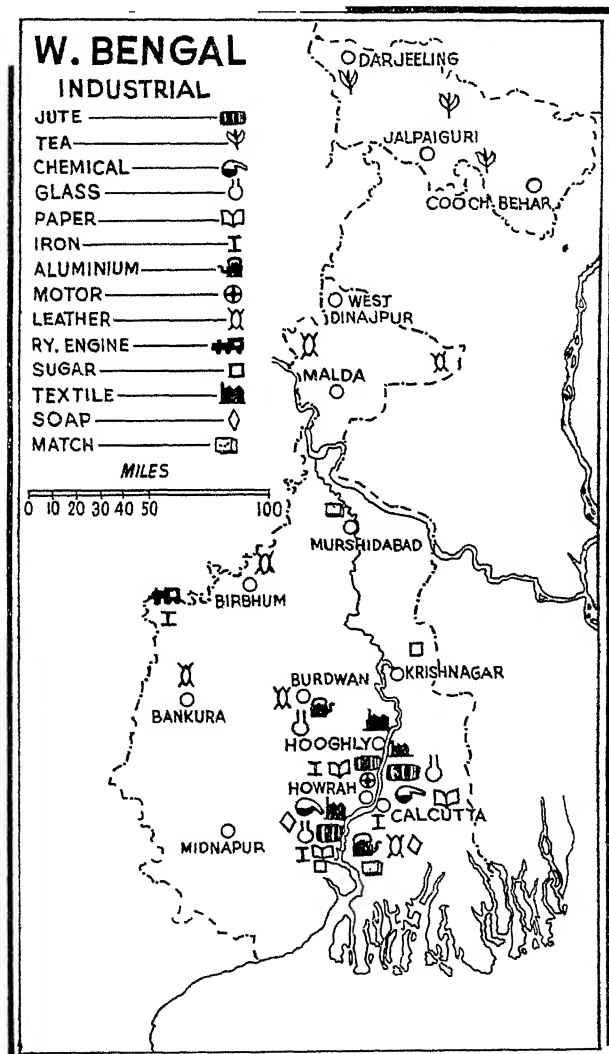 W. BENGAL
INDUSTRIAL
JUTE
TEA
CHEMICAL
GLASS
PAPER
IRON
ALUMINIUM
MOTOR
LEATHER
RY. ENGINE
SUGAR
TEXTILE
SOAP
MATCH
MILES
0 10 20 30 40 50 100
DARJEELING
JALPAIGURI
COOCH BEHAR
WEST
DINAJPUR
MALDA
MURSHIDABAD
BIRBHUM
KRISHNAGAR
BURDWAN
BANKURA
HOOGHLY
HOWRAH
CALCUTTA
MIDNAPUR